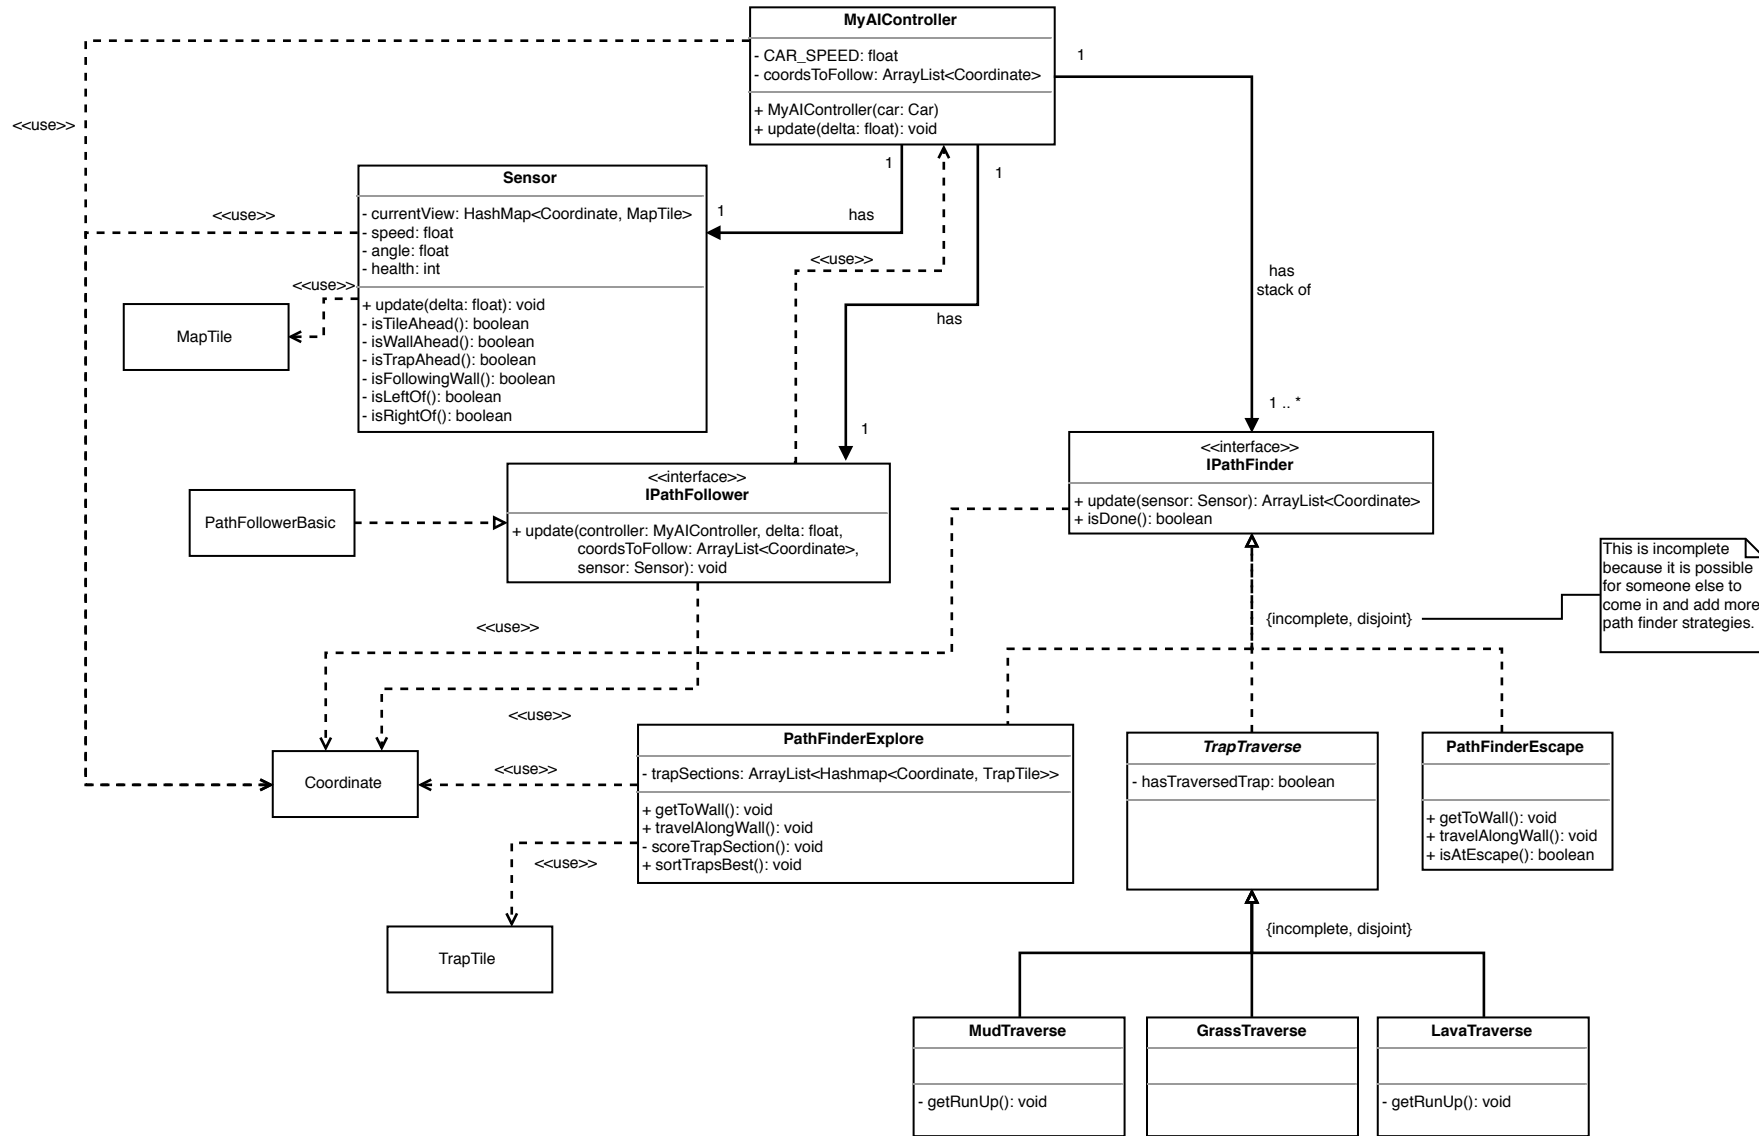 MyAIController
- CAR_SPEED: float
- coordsToFollow: ArrayList<Coordinate>
+ MyAIController(car: Car)
+ update(delta: float): void
1
<<use>>
1
1
Sensor
- currentView: HashMap<Coordinate, MapTile>
- speed: float
- angle: float
- health: int
+ update(delta: float): void
- isTileAhead(): boolean
- isWallAhead(): boolean
- isTrapAhead(): boolean
- isFollowingWall(): boolean
- isLeftOf(): boolean
- isRightOf(): boolean
<<use>>
1
has
<<use>>
<<use>>
has
stack of
has
MapTile
1 .. *
1
<<interface>>
IPathFinder
+ update(sensor: Sensor): ArrayList<Coordinate>
+ isDone(): boolean
<<interface>>
IPathFollower
+ update(controller: MyAIController, delta: float,
coordsToFollow: ArrayList<Coordinate>,
sensor: Sensor): void
PathFollowerBasic
This is incomplete
because it is possible
for someone else to
come in and add more
path finder strategies.
{incomplete, disjoint}
<<use>>
<<use>>
PathFinderExplore
- trapSections: ArrayList<Hashmap<Coordinate, TrapTile>>
+ getToWall(): void
+ travelAlongWall(): void
- scoreTrapSection(): void
+ sortTrapsBest(): void
TrapTraverse
- hasTraversedTrap: boolean
PathFinderEscape
+ getToWall(): void
+ travelAlongWall(): void
+ isAtEscape(): boolean
<<use>>
Coordinate
<<use>>
TrapTile
{incomplete, disjoint}
MudTraverse
- getRunUp(): void
GrassTraverse
LavaTraverse
- getRunUp(): void